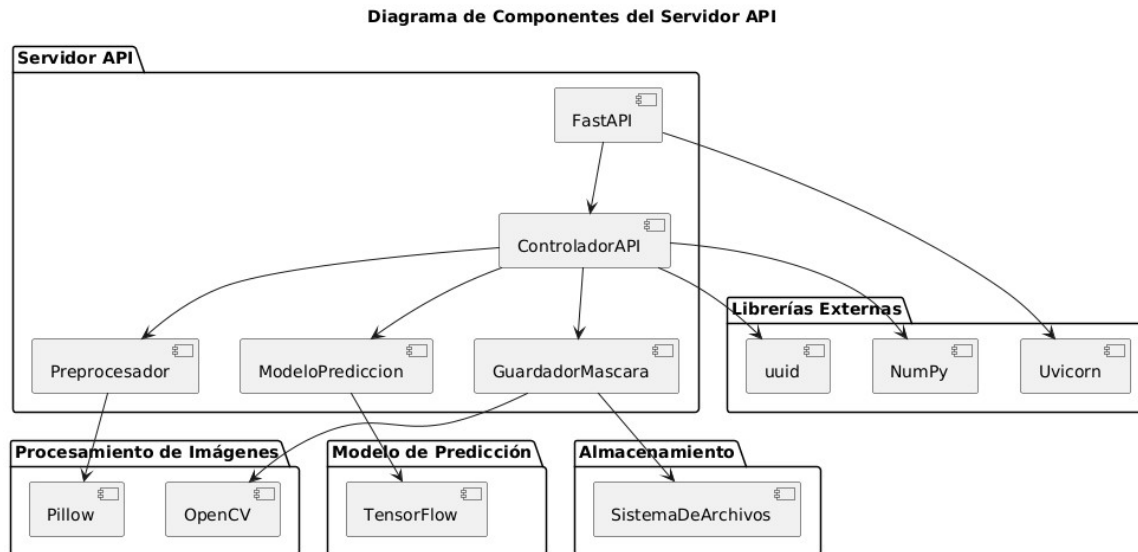 Diagrama de Componentes del Servidor API
Servidor API
FastAPI
ControladorAPI
Librerías Externas
Preprocesador
ModeloPrediccion
GuardadorMascara
uuid
NumPy
Uvicorn
Procesamiento de Imágenes
Modelo de Predicción
Almacenamiento
Pillow
OpenCV
TensorFlow
SistemaDeArchivos